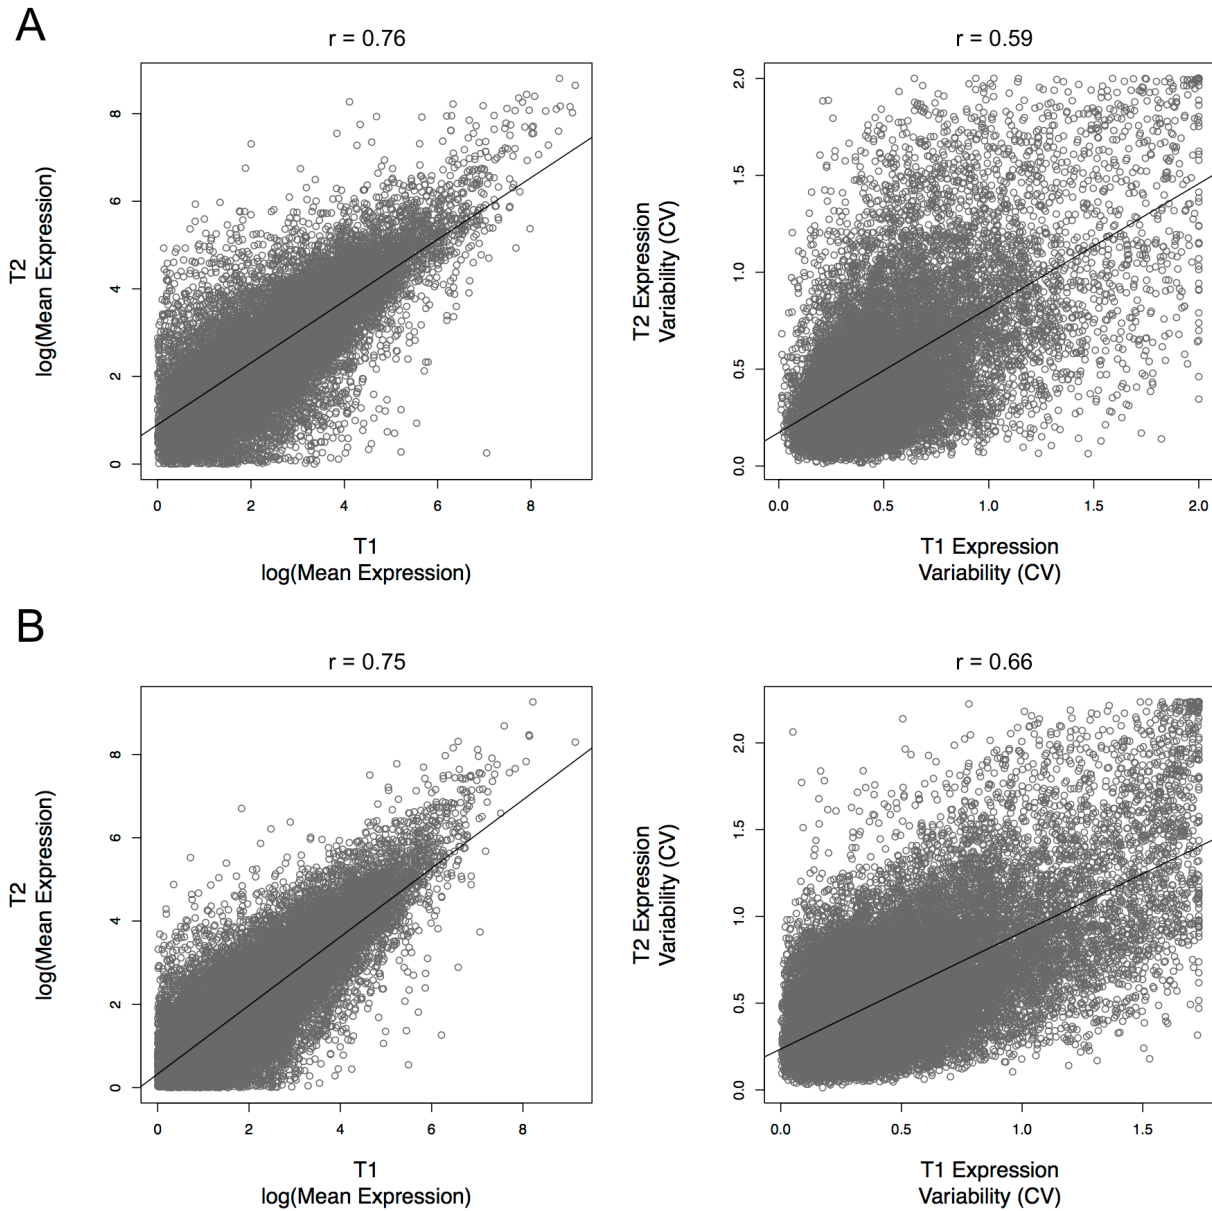 A
r = 0.76
T2
log(Mean Expression)
0
2
4
6
8
0
2
4
6
8
T1
log(Mean Expression)
r = 0.59
T2 Expression
Variability (CV)
0.0
0.5
1.0
1.5
2.0
0.0
0.5
1.0
1.5
2.0
T1 Expression
Variability (CV)
B
r = 0.75
T2
log(Mean Expression)
0
2
4
6
8
0
2
4
6
8
T1
log(Mean Expression)
r = 0.66
T2 Expression
Variability (CV)
0.0
0.5
1.0
1.5
2.0
0.0
0.5
1.0
1.5
T1 Expression
Variability (CV)